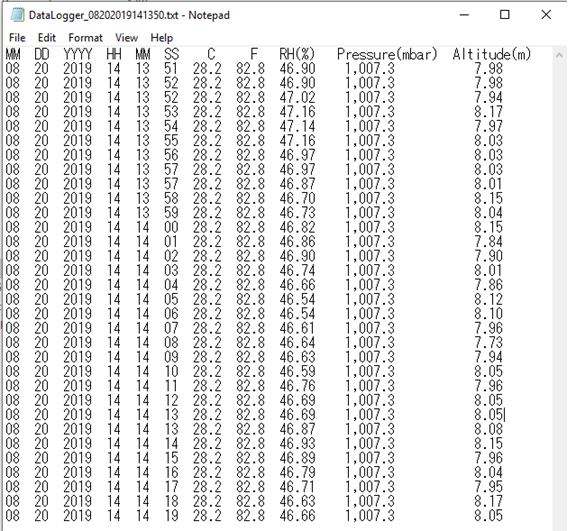 DataLogger_08202019141350.txt - Notepad
File Edit Format View Help
MM DD YYYY HH MM SS C F RH(%) Pressure(mbar) Altitude(m)
08 20 2019 14 13 51 28.2 82.8 46.90 1,007.3 7.98
08 20 2019 14 13 52 28.2 82.8 46.90 1,007.3 7.98
08 20 2019 14 13 52 28.2 82.8 47.02 1,007.3 7.94
08 20 2019 14 13 53 28.2 82.8 47.16 1,007.3 8.17
08 20 2019 14 13 54 28.2 82.8 47.14 1,007.3 7.97
08 20 2019 14 13 55 28.2 82.8 47.16 1,007.3 8.03
08 20 2019 14 13 56 28.2 82.8 46.97 1,007.3 8.03
08 20 2019 14 13 57 28.2 82.8 46.97 1,007.3 8.03
08 20 2019 14 13 57 28.2 82.8 46.87 1,007.3 8.01
08 20 2019 14 13 58 28.2 82.8 46.70 1,007.3 8.15
08 20 2019 14 13 59 28.2 82.8 46.73 1,007.3 8.04
08 20 2019 14 14 00 28.2 82.8 46.82 1,007.3 8.15
08 20 2019 14 14 01 28.2 82.8 46.86 1,007.3 7.84
08 20 2019 14 14 02 28.2 82.8 46.90 1,007.3 7.90
08 20 2019 14 14 03 28.2 82.8 46.74 1,007.3 8.01
08 20 2019 14 14 04 28.2 82.8 46.66 1,007.3 7.86
08 20 2019 14 14 05 28.2 82.8 46.54 1,007.3 8.12
08 20 2019 14 14 06 28.2 82.8 46.54 1,007.3 8.10
08 20 2019 14 14 07 28.2 82.8 46.61 1,007.3 7.96
08 20 2019 14 14 08 28.2 82.8 46.64 1,007.3 7.73
08 20 2019 14 14 09 28.2 82.8 46.63 1,007.3 7.94
08 20 2019 14 14 10 28.2 82.8 46.59 1,007.3 8.05
08 20 2019 14 14 11 28.2 82.8 46.76 1,007.3 7.96
08 20 2019 14 14 12 28.2 82.8 46.69 1,007.3 8.05
08 20 2019 14 14 13 28.2 82.8 46.69 1,007.3 8.05
08 20 2019 14 14 13 28.2 82.8 46.87 1,007.3 8.08
08 20 2019 14 14 14 28.2 82.8 46.93 1,007.3 8.15
08 20 2019 14 14 15 28.2 82.8 46.89 1,007.3 7.96
08 20 2019 14 14 16 28.2 82.8 46.79 1,007.3 8.04
08 20 2019 14 14 17 28.2 82.8 46.71 1,007.3 7.95
08 20 2019 14 14 18 28.2 82.8 46.63 1,007.3 8.17
08 20 2019 14 14 19 28.2 82.8 46.66 1,007.3 8.05